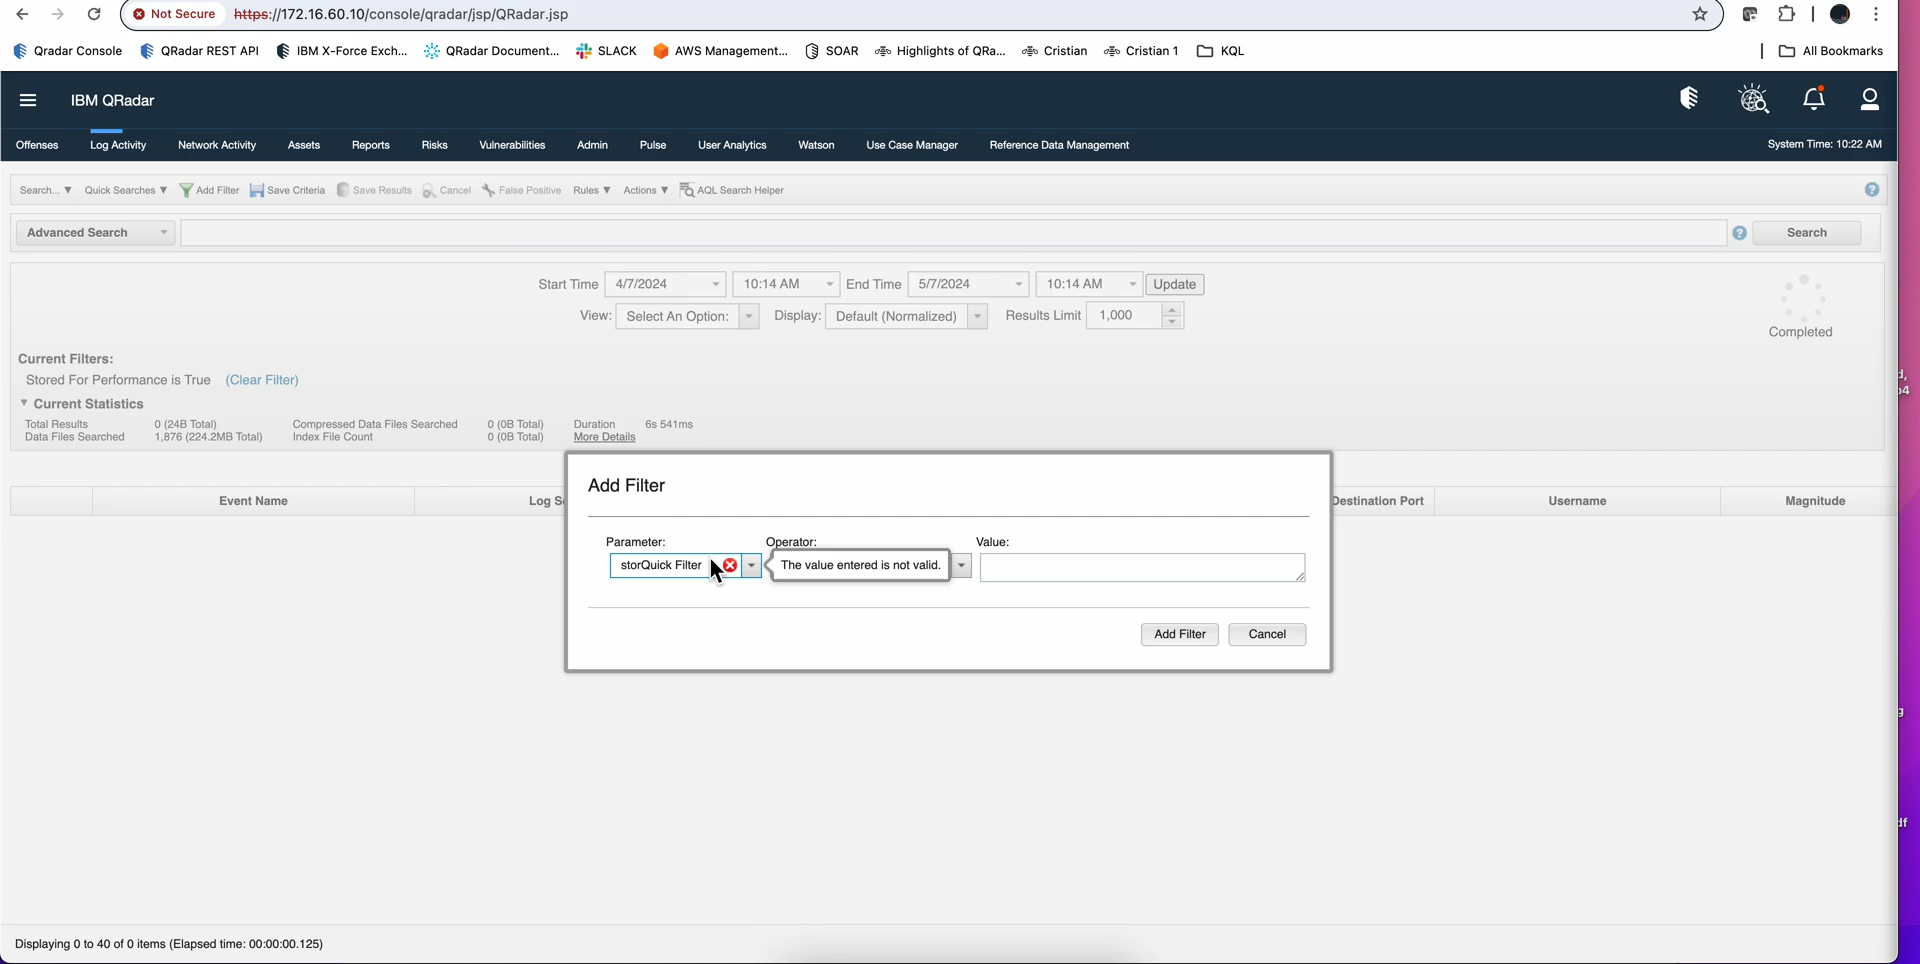 Not Secure https://172.16.60.10/console/qradar/jsp/QRadar.jsp
Qradar Console QRadar REST API IBM X-Force Exch... QRadar Document... SLACK AWS Management... SOAR Highlights of QRa... Cristian Cristian 1 KQL All Bookmarks
IBM QRadar
Offenses Log Activity Network Activity Assets Reports Risks Vulnerabilities Admin Pulse User Analytics Watson Use Case Manager Reference Data Management System Time: 10:22 AM
Search... Quick Searches Add Filter Save Criteria Save Results Cancel False Positive Rules Actions AQL Search Helper ?
Advanced Search ? Search
Start Time 4/7/2024 10:14 AM End Time 5/7/2024 10:14 AM Update
View: Select An Option: Display: Default (Normalized) Results Limit 1,000
Completed
Current Filters:
Stored For Performance is True (Clear Filter)
Current Statistics
Total Results 0 (24B Total) Compressed Data Files Searched 0 (0B Total) Duration 6s 541ms
Data Files Searched 1,876 (224.2MB Total) Index File Count 0 (0B Total) More Details
Event Name Log S Destination Port Username Magnitude
Add Filter
Parameter: Operator: Value:
storQuick Filter The value entered is not valid.
Add Filter Cancel
Displaying 0 to 40 of 0 items (Elapsed time: 00:00:00.125)